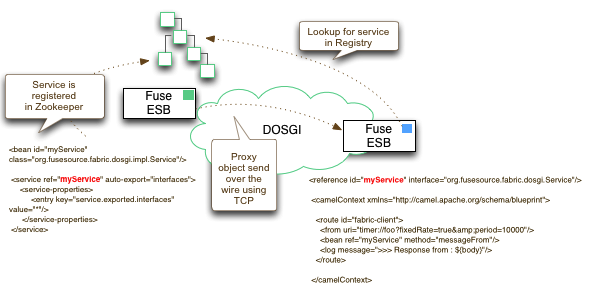 Lookup for service
in Registry
Service is
registered
in Zookeeper
Fuse
ESB
DOSGI
Fuse
ESB
Proxy
object send
over the
wire using
TCP
<bean id="myService"
class="org.fusesource.fabric.dosgi.impl.Service"/>
<service ref="myService" auto-export="interfaces">
<service-properties>
<entry key="service.exported.interfaces"
value="*"/>
</service-properties>
</service>
<reference id="myService" interface="org.fusesource.fabric.dosgi.Service"/>
<camelContext xmlns="http://camel.apache.org/schema/blueprint">
<route id="fabric-client">
<from uri="timer://foo?fixedRate=true&amp;period=10000"/>
<bean ref="myService" method="messageFrom"/>
<log message=">>> Response from : ${body}"/>
</route>
</camelContext>